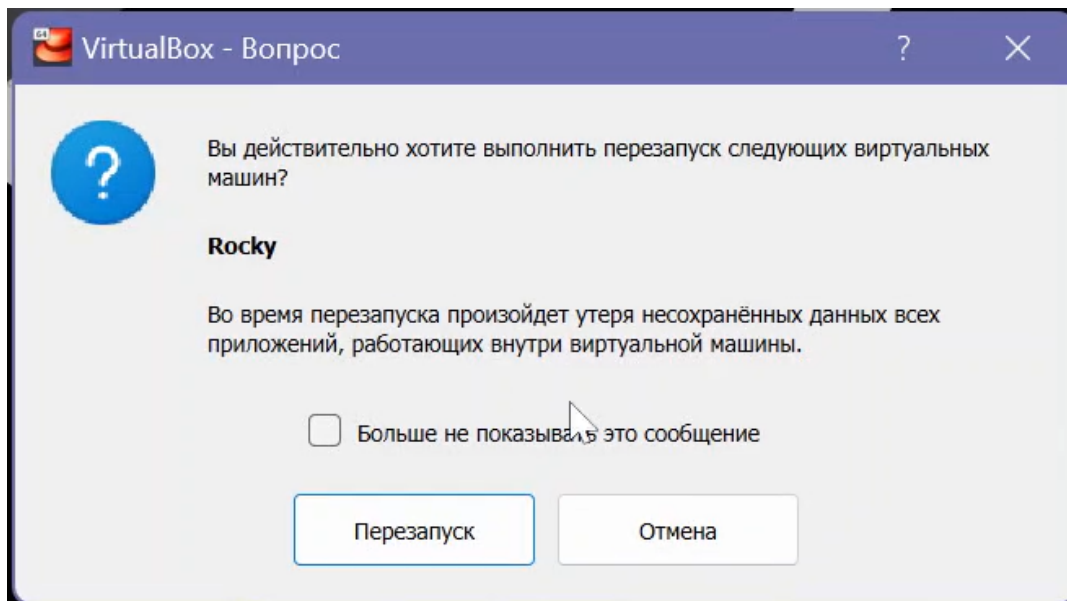 64
VirtualBox - Вопрос
Вы действительно хотите выполнить перезапуск следующих виртуальных
машин?
Rocky
Во время перезапуска произойдет утеря несохранённых данных всех
приложений, работающих внутри виртуальной машины.
Больше не показывать это сообщение
Перезапуск
Отмена